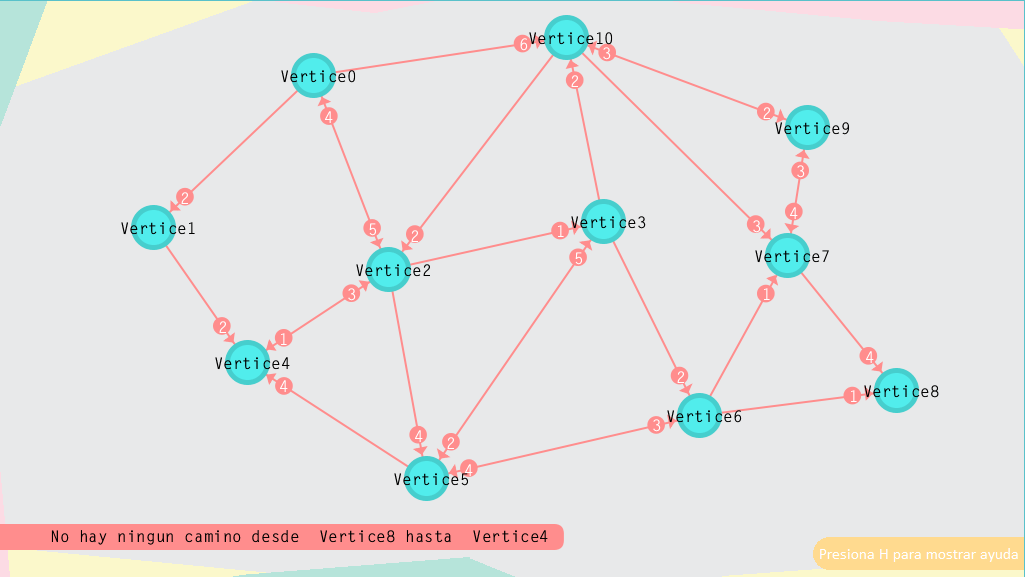 Vertice10
6
3
Vertice0
2
2
4
Vertice9
3
2
4
Vertice3
5
2
1
3
Vertice1
Vertice7
5
Vertice2
3
1
2
1
4
Vertice4
2
4
Vertice8
1
4
Vertice6
3
2
4
Vertice5
No hay ningun camino desde Vertice8 hasta Vertice4
Presiona H para mostrar ayuda